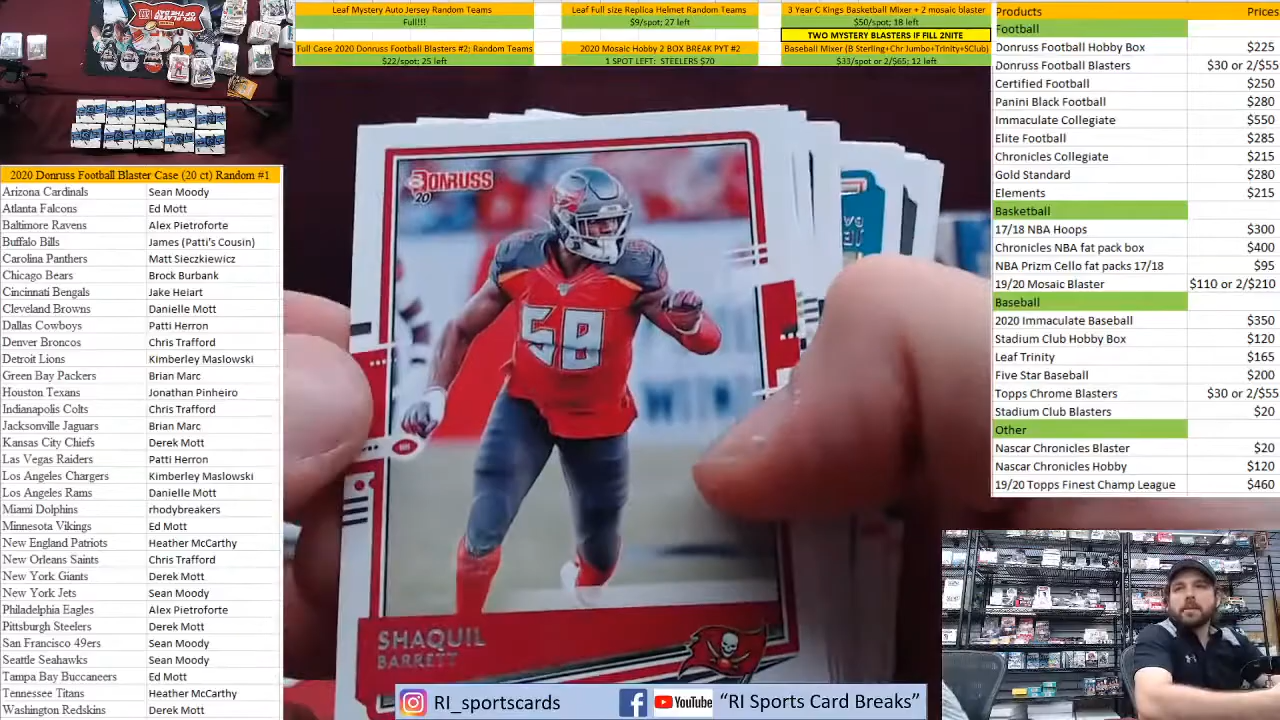 Leaf Mystery Auto Jersey Random Teams
Full!!!
Leaf Full size Replica Helmet Random Teams
$9/spot; 27 left
3 Year C Kings Basketball Mixer + 2 mosaic blaster
$50/spot; 18 left
TWO MYSTERY BLASTERS IF FILL 2NITE
Full Case 2020 Donruss Football Blasters #2; Random Teams
$22/spot; 25 left
2020 Mosaic Hobby 2 BOX BREAK PYT #2
1 SPOT LEFT: STEELERS $70
Baseball Mixer (B Sterling+Chr Jumbo+Trinity+SClub)
$33/spot or 2/$65; 12 left
2020 Donruss Football Blaster Case (20 ct) Random #1
Arizona Cardinals Sean Moody
Atlanta Falcons Ed Mott
Baltimore Ravens Alex Pietroforte
Buffalo Bills James (Patti's Cousin)
Carolina Panthers Matt Sieczkiewicz
Chicago Bears Brock Burbank
Cincinnati Bengals Jake Heiart
Cleveland Browns Danielle Mott
Dallas Cowboys Patti Herron
Denver Broncos Chris Trafford
Detroit Lions Kimberley Maslowski
Green Bay Packers Brian Marc
Houston Texans Jonathan Pinheiro
Indianapolis Colts Chris Trafford
Jacksonville Jaguars Brian Marc
Kansas City Chiefs Derek Mott
Las Vegas Raiders Patti Herron
Los Angeles Chargers Kimberley Maslowski
Los Angeles Rams Danielle Mott
Miami Dolphins rhodybreakers
Minnesota Vikings Ed Mott
New England Patriots Heather McCarthy
New Orleans Saints Chris Trafford
New York Giants Derek Mott
New York Jets Sean Moody
Philadelphia Eagles Alex Pietroforte
Pittsburgh Steelers Derek Mott
San Francisco 49ers Sean Moody
Seattle Seahawks Sean Moody
Tampa Bay Buccaneers Ed Mott
Tennessee Titans Heather McCarthy
Washington Redskins Derek Mott
DONRUSS
20
58
SHAQUIL
BARRETT
Products Prices
Football
Donruss Football Hobby Box $225
Donruss Football Blasters $30 or 2/$55
Certified Football $250
Panini Black Football $280
Immaculate Collegiate $550
Elite Football $285
Chronicles Collegiate $215
Gold Standard $280
Elements $215
Basketball
17/18 NBA Hoops $300
Chronicles NBA fat pack box $400
NBA Prizm Cello fat packs 17/18 $95
19/20 Mosaic Blaster $110 or 2/$210
Baseball
2020 Immaculate Baseball $350
Stadium Club Hobby Box $120
Leaf Trinity $165
Five Star Baseball $200
Topps Chrome Blasters $30 or 2/$55
Stadium Club Blasters $20
Other
Nascar Chronicles Blaster $20
Nascar Chronicles Hobby $120
19/20 Topps Finest Champ League $460
RI_sportscards YouTube "RI Sports Card Breaks"